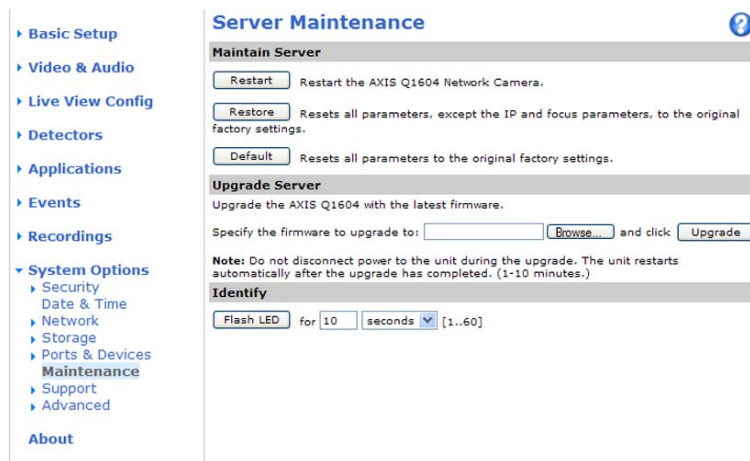 Basic Setup
Video & Audio
Live View Config
Detectors
Applications
Events
Recordings
System Options
Security
Date & Time
Network
Storage
Ports & Devices
Maintenance
Support
Advanced
About
Server Maintenance
?
Maintain Server
Restart Restart the AXIS Q1604 Network Camera.
Restore Resets all parameters, except the IP and focus parameters, to the original
factory settings.
Default Resets all parameters to the original factory settings.
Upgrade Server
Upgrade the AXIS Q1604 with the latest firmware.
Specify the firmware to upgrade to: Browse... and click Upgrade
Note: Do not disconnect power to the unit during the upgrade. The unit restarts
automatically after the upgrade has completed. (1-10 minutes.)
Identify
Flash LED for 10 seconds [1..60]